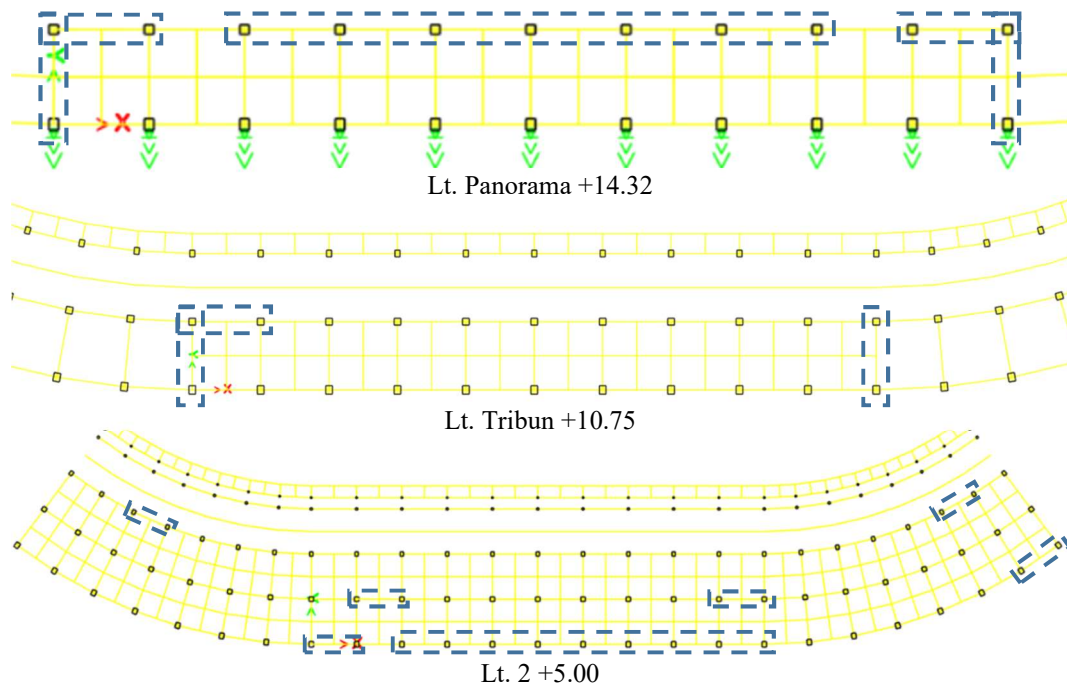 X
Lt. Panorama +14.32
X
Lt. Tribun +10.75
X
Lt. 2 +5.00